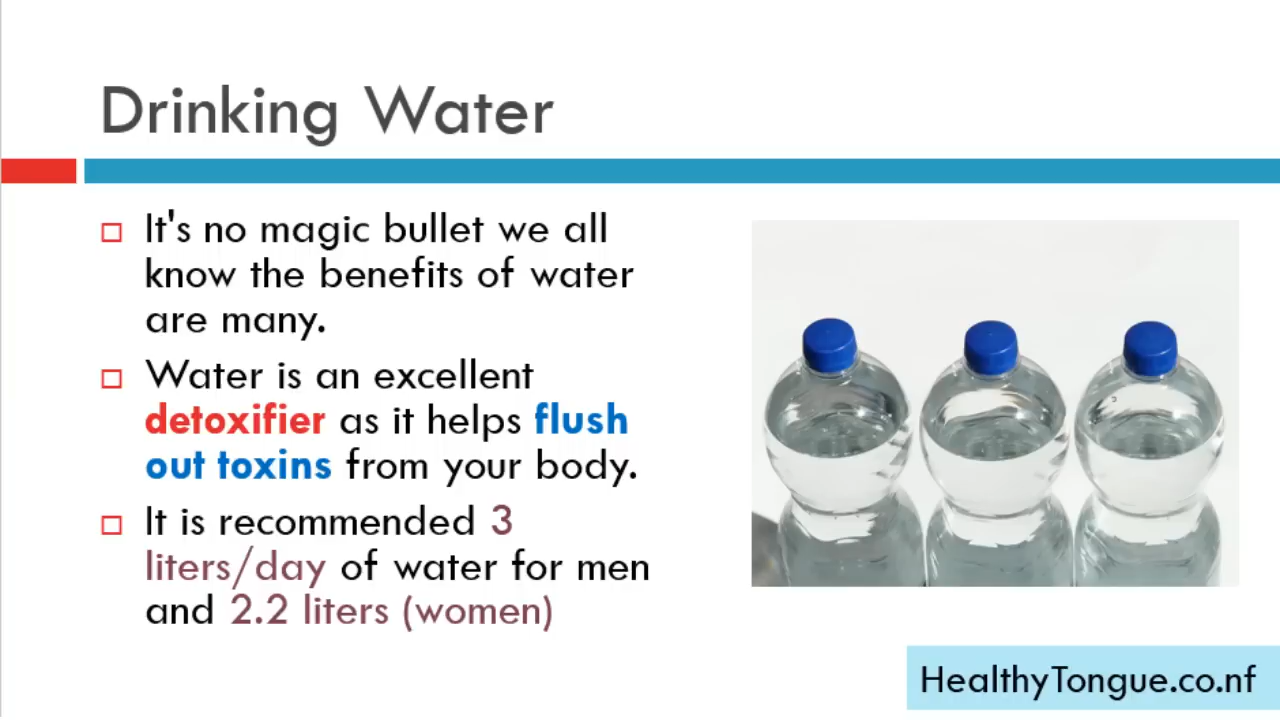 Drinking Water
It's no magic bullet we all
know the benefits of water
are many.
Water is an excellent
detoxifier as it helps flush
out toxins from your body.
It is recommended 3
liters/day of water for men
and 2.2 liters (women)
HealthyTongue.co.nf